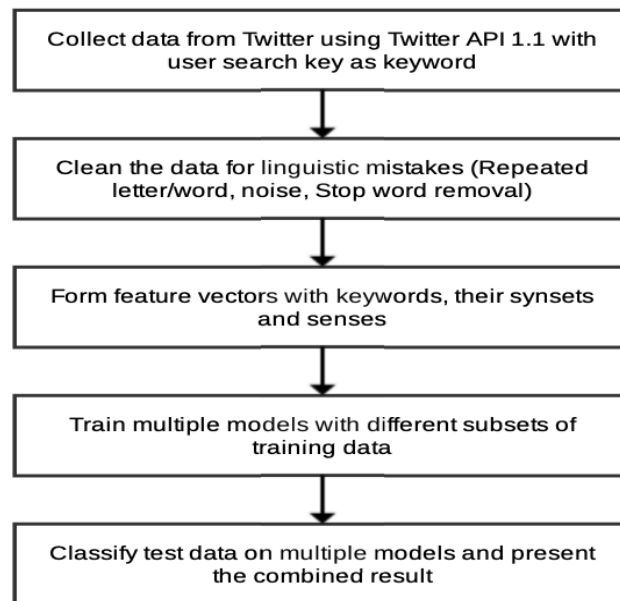 Collect data from Twitter using Twitter API 1.1 with
user search key as keyword
Clean the data for linguistic mistakes (Repeated
letter/word, noise, Stop word removal)
Form feature vectors with keywords, their synsets
and senses
Train multiple models with different subsets of
training data
Classify test data on multiple models and present
the combined result